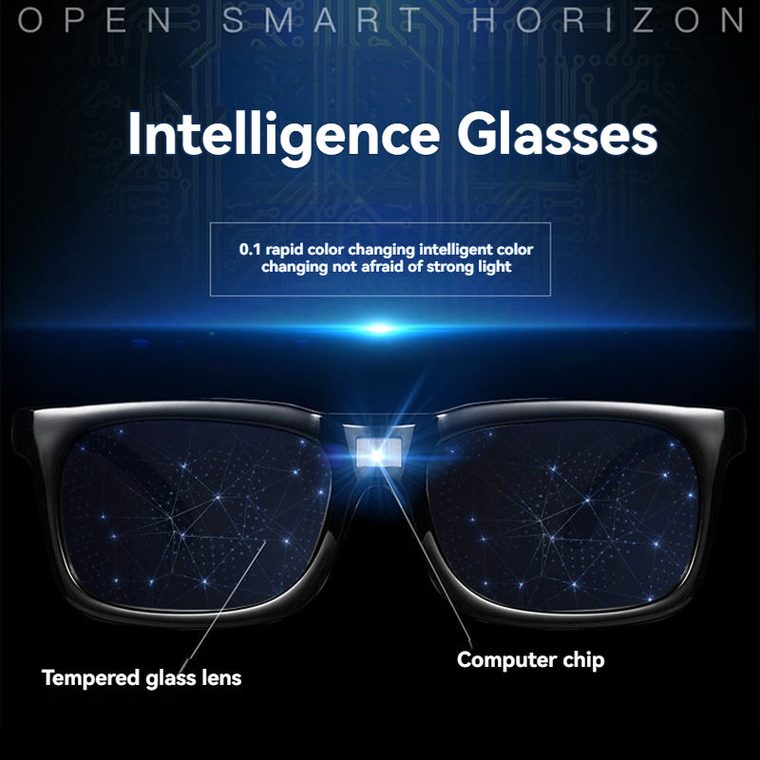 OPEN SMART HORIZON
Intelligence Glasses
0.1 rapid color changing intelligent color
changing not afraid of strong light
Tempered glass lens
Computer chip